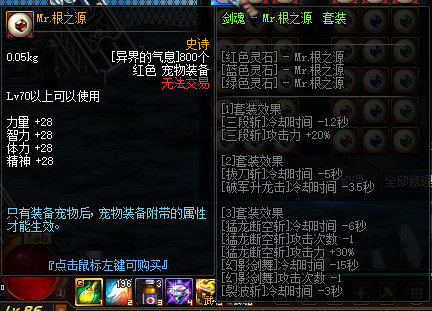 Mr.根之源
史诗
0.05kg
[异界的气息]800个
红色 宠物装备
无法交易
Lv70以上可以使用
力量 +28
智力 +28
体力 +28
精神 +28
只有装备宠物后, 宠物装备附带的属性
才能生效。
『点击鼠标左键可购买』
剑魂 - Mr.根之源 套装
[红色灵石] - Mr.根之源
[蓝色灵石] - Mr.根之源
[绿色灵石] - Mr.根之源
[1]套装效果
[三段斩]冷却时间 -12秒
[三段斩]攻击力 +20%
[2]套装效果
[拔刀斩]冷却时间 -5秒
[破军升龙击]冷却时间 -3.5秒
[3]套装效果
[猛龙断空斩]冷却时间 -6秒
[猛龙断空斩]攻击次数 -1
[猛龙断空斩]攻击力 +30%
[幻影剑舞]冷却时间 -15秒
[幻影剑舞]攻击次数 -1
[裂波斩]冷却时间 -3秒
全部修理
196
Lv.86